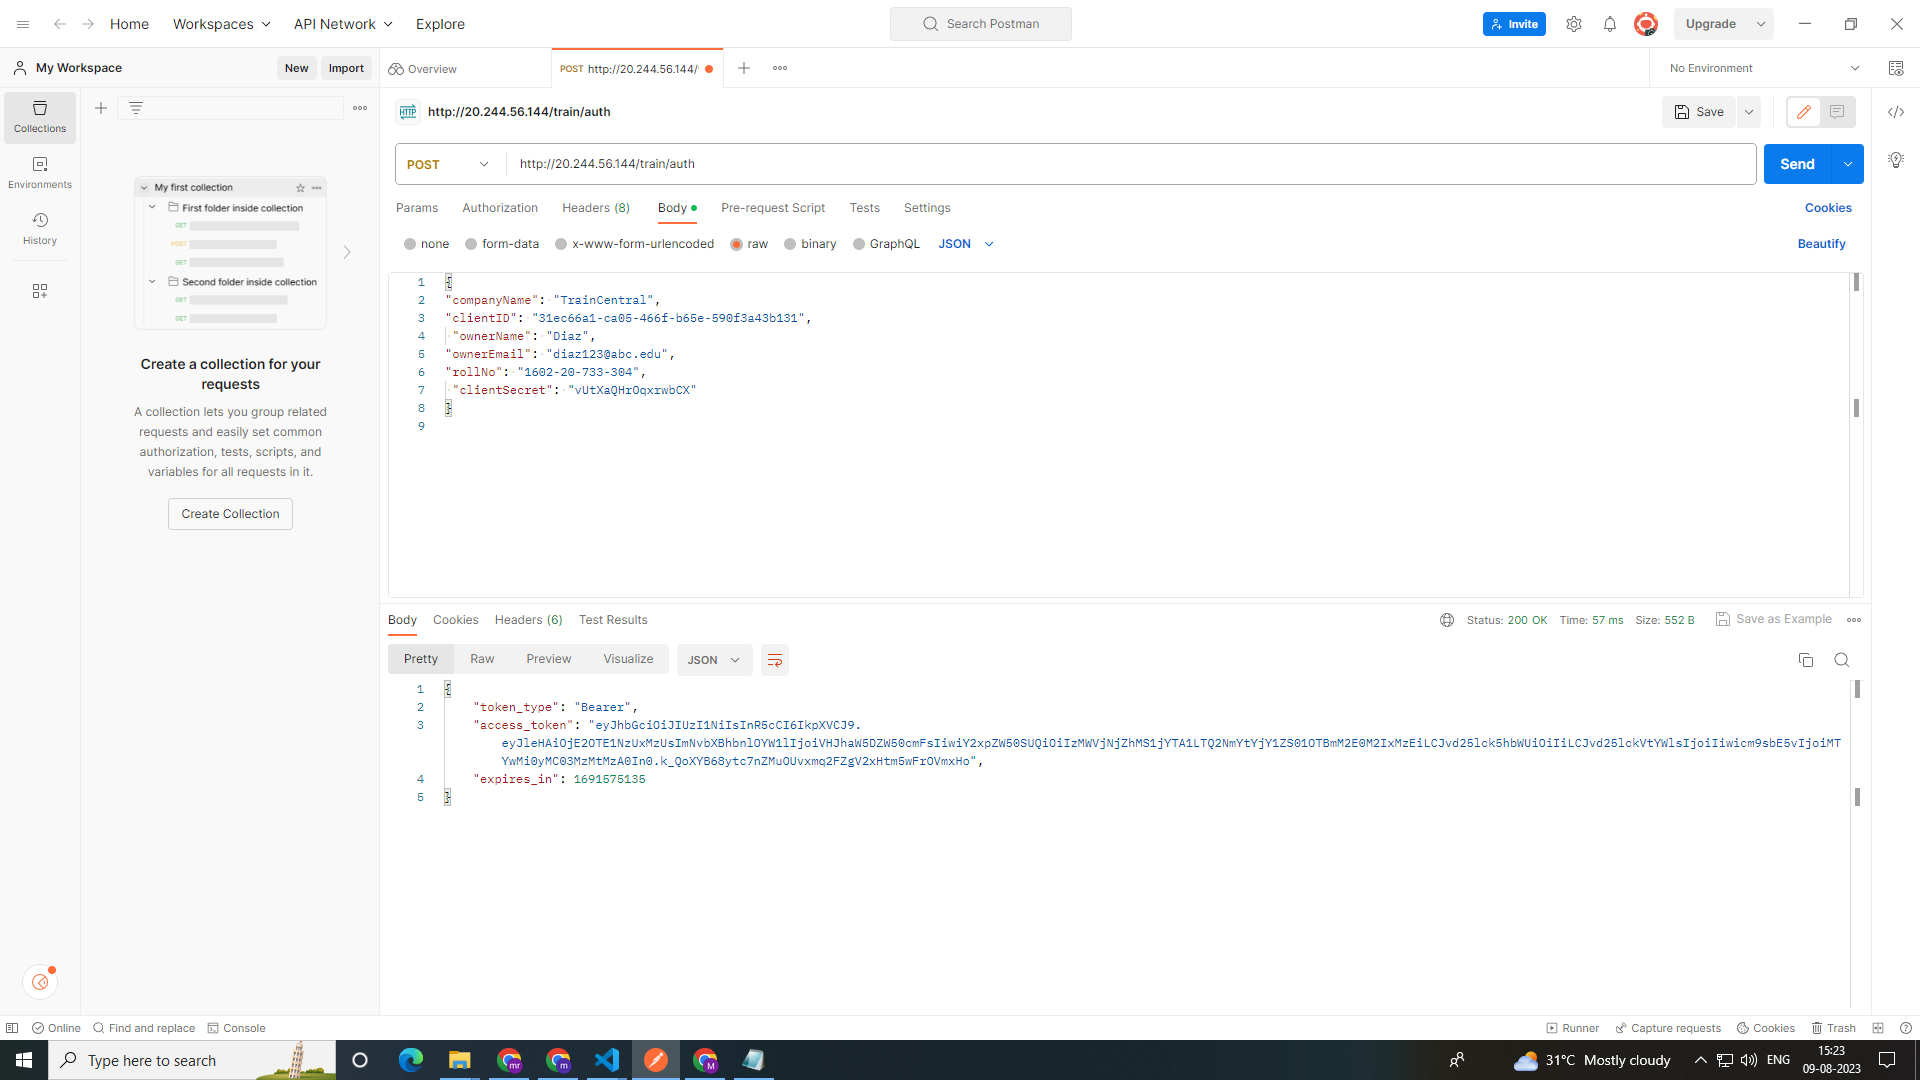 Home
Workspaces
API Network
Explore
Search Postman
Invite
Upgrade
My Workspace
New
Import
Overview
POST http://20.244.56.144/
No Environment
Collections
Environments
History
My first collection
First folder inside collection
GET
POST
GET
Second folder inside collection
GET
GET
Create a collection for your
requests
A collection lets you group related
requests and easily set common
authorization, tests, scripts, and
variables for all requests in it.
Create Collection
HTTP
http://20.244.56.144/train/auth
Save
POST
http://20.244.56.144/train/auth
Send
Params
Authorization
Headers (8)
Body
Pre-request Script
Tests
Settings
Cookies
none
form-data
x-www-form-urlencoded
raw
binary
GraphQL
JSON
Beautify
1 {
2 "companyName": "TrainCentral",
3 "clientID": "31ec66a1-ca05-466f-b65e-590f3a43b131",
4 "ownerName": "Diaz",
5 "ownerEmail": "diaz123@abc.edu",
6 "rollNo": "1602-20-733-304",
7 "clientSecret": "vUtXaQHrOqxrwbCX"
8 }
9
Body
Cookies
Headers (6)
Test Results
Status: 200 OK
Time: 57 ms
Size: 552 B
Save as Example
Pretty
Raw
Preview
Visualize
JSON
1 {
2 "token_type": "Bearer",
3 "access_token": "eyJhbGciOiJIUzI1NiIsInR5cCI6IkpXVCJ9.
eyJleHAiOjE2OTE1NzUxMzUsImNvbXBhbnlOYW1lIjoiVHJhaW5DZW50cmFsIiwiY2xpZW50SUQiOiIzMWVjNjZhMS1jYTA1LTQ2NmYtYjY1ZS01OTBmM2E0M2IxMzEiLCJvd25lck5hbWUiOiIiLCJvd25lckVtYWlsIjoiIiwicm9sbE5vIjoiMT
YwMi0yMC03MzMtMzA0In0.k_QoXYB68ytc7nZMuOUvxmq2FZgV2xHtm5wFrOVmxHo",
4 "expires_in": 1691575135
5 }
Online
Find and replace
Console
Runner
Capture requests
Cookies
Trash
Type here to search
31°C Mostly cloudy
ENG
15:23
09-08-2023